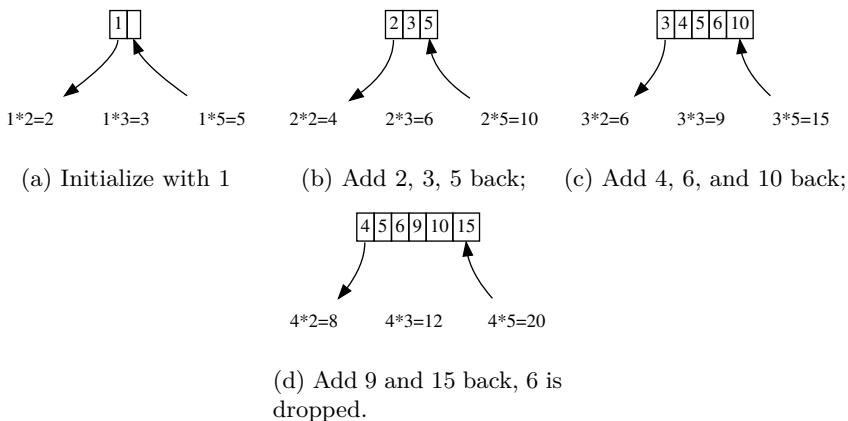 1
2 3 5
3 4 5 6 10
1*2=2 1*3=3 1*5=5
2*2=4 2*3=6 2*5=10
3*2=6 3*3=9 3*5=15
(a) Initialize with 1
(b) Add 2, 3, 5 back;
(c) Add 4, 6, and 10 back;
4 5 6 9 10 15
4*2=8 4*3=12 4*5=20
(d) Add 9 and 15 back, 6 is
dropped.